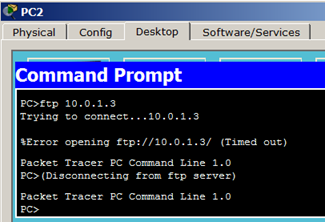 PC2
Physical Config Desktop Software/Services
Command Prompt
PC>ftp 10.0.1.3
Trying to connect...10.0.1.3
%Error opening ftp://10.0.1.3/ (Timed out)
Packet Tracer PC Command Line 1.0
PC>(Disconnecting from ftp server)
Packet Tracer PC Command Line 1.0
PC>